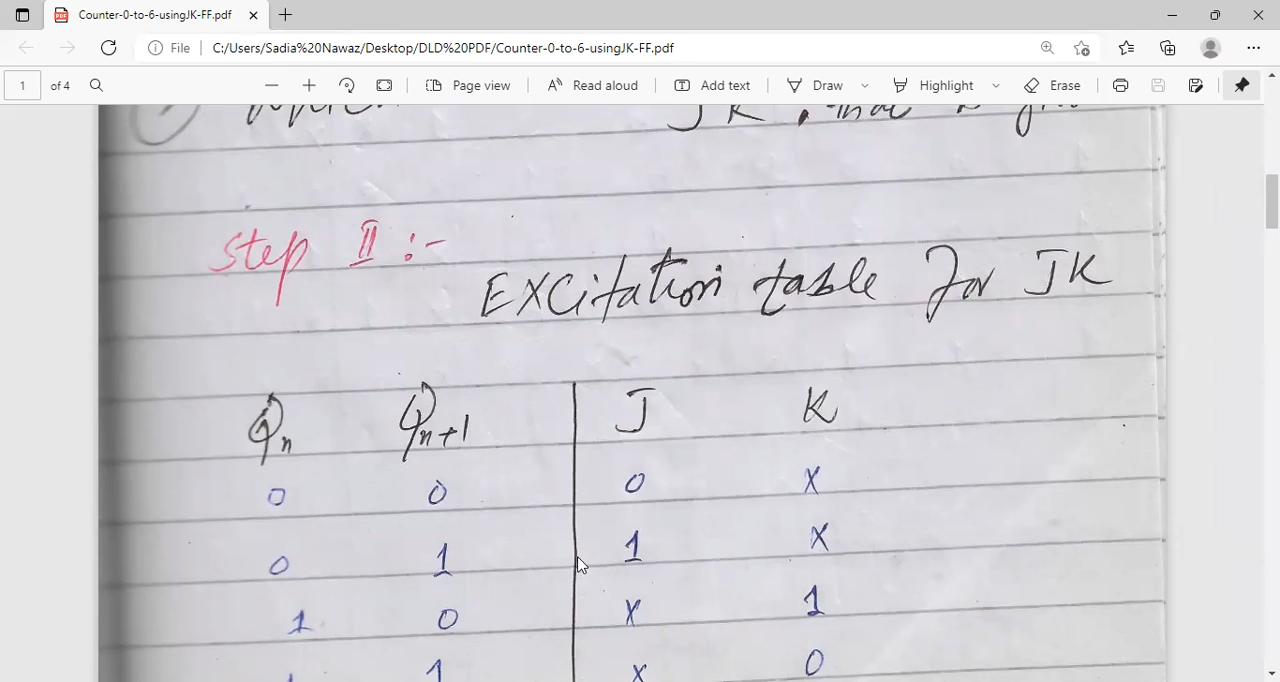 Counter-0-to-6-usingJK-FF.pdf
File C:/Users/Sadia%20Nawaz/Desktop/DLD%20PDF/Counter-0-to-6-usingJK-FF.pdf
1 of 4 Page view Read aloud Add text Draw Highlight Erase
JK,
Step II :-
EXCitation table For JK
Qn Qn+1 J K
0 0 0 X
0 1 1 X
1 0 X 1
1 1 X 0